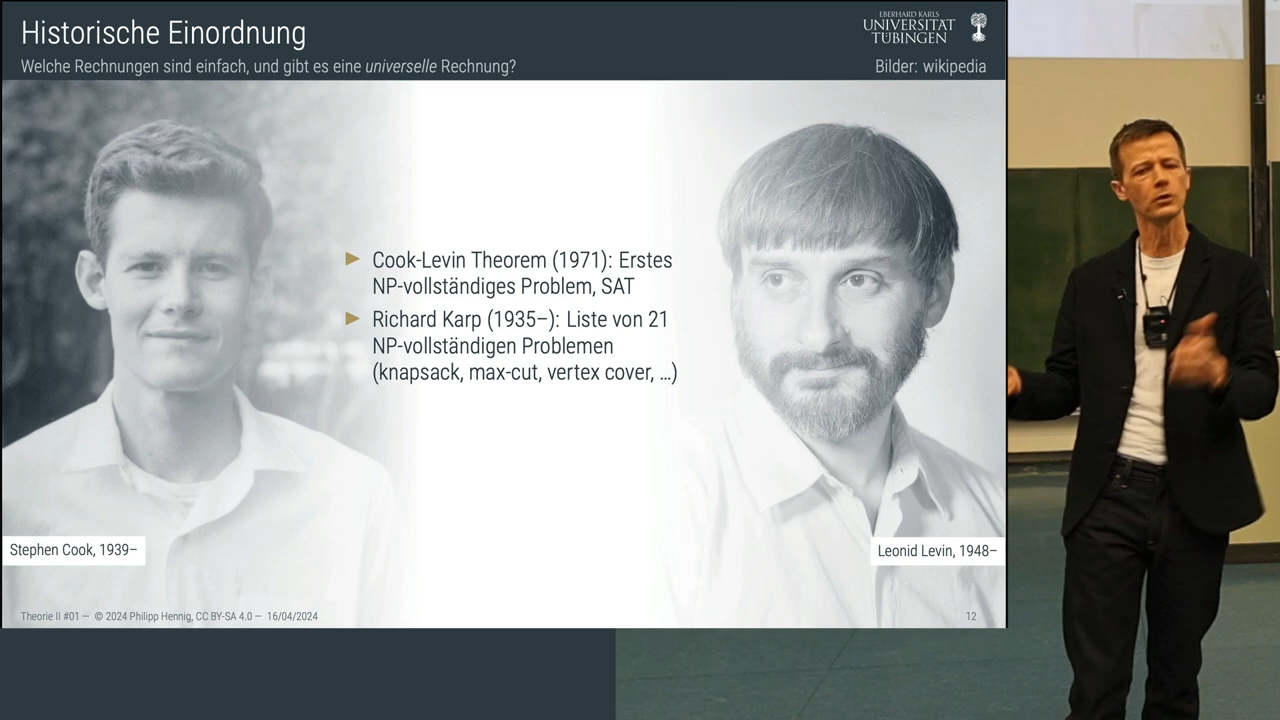 Historische Einordnung
Welche Rechnungen sind einfach, und gibt es eine universelle Rechnung?
EBERHARD KARLS
UNIVERSITÄT
TÜBINGEN
Bilder: wikipedia
Cook-Levin Theorem (1971): Erstes
NP-vollständiges Problem, SAT
Richard Karp (1935–): Liste von 21
NP-vollständigen Problemen
(knapsack, max-cut, vertex cover, ...)
Stephen Cook, 1939–
Leonid Levin, 1948–
Theorie II #01 — © 2024 Philipp Hennig, CC BY-SA 4.0 — 16/04/2024
12
12